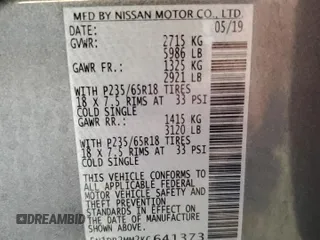 MFD BY NISSAN MOTOR CO., LTD.
DATE: 05/19
GVWR: 2715 KG
5986 LB
GAWR FR: 1325 KG
2921 LB
WITH P235/65R18 TIRES
18 X 7.5 RIMS AT 33 PSI
COLD SINGLE
GAWR RR: 1415 KG
3120 LB
WITH P235/65R18 TIRES
18 X 7.5 RIMS AT 33 PSI
COLD SINGLE
THIS VEHICLE CONFORMS TO
ALL APPLICABLE U.S. FEDERAL
MOTOR VEHICLE SAFETY AND
THEFT PREVENTION
STANDARDS IN EFFECT ON THE
DATE OF MANUFACTURE
SHOWN ABOVE.
DREAMBID